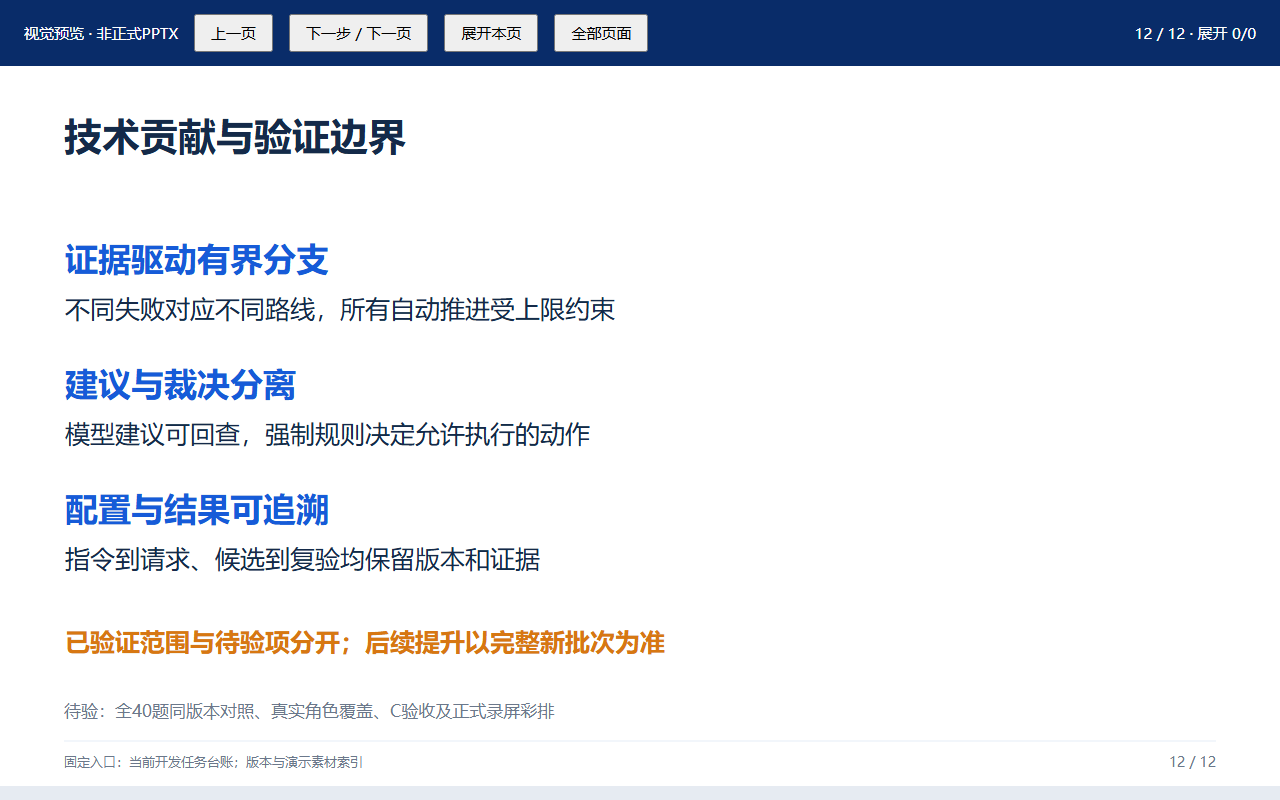 视觉预览 · 非正式PPTX 上一页 下一步 / 下一页 展开本页 全部页面 12 / 12 · 展开 0/0
技术贡献与验证边界
证据驱动有界分支
不同失败对应不同路线，所有自动推进受上限约束
建议与裁决分离
模型建议可回查，强制规则决定允许执行的动作
配置与结果可追溯
指令到请求、候选到复验均保留版本和证据
已验证范围与待验项分开；后续提升以完整新批次为准
待验：全40题同版本对照、真实角色覆盖、C验收及正式录屏彩排
固定入口：当前开发任务台账；版本与演示素材索引 12 / 12